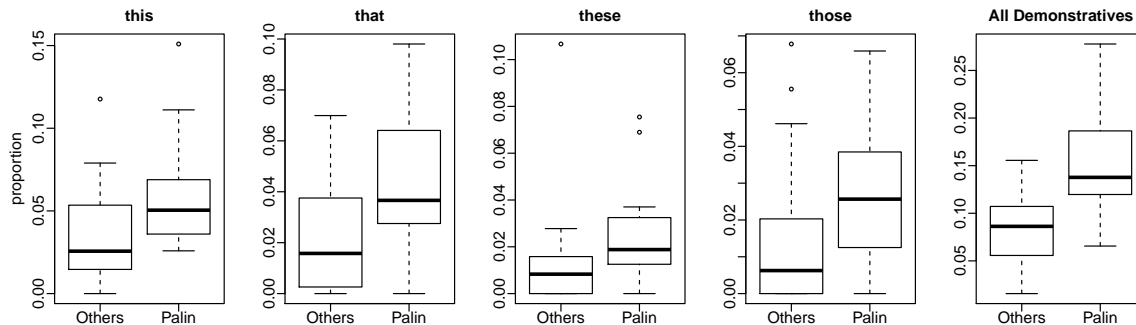 this
that
these
those
All Demonstratives
proportion
0.00 0.05 0.10 0.15
0.00 0.02 0.04 0.06 0.08 0.10
0.00 0.02 0.04 0.06 0.08 0.10
0.00 0.02 0.04 0.06
0.05 0.10 0.15 0.20 0.25
Others Palin
Others Palin
Others Palin
Others Palin
Others Palin